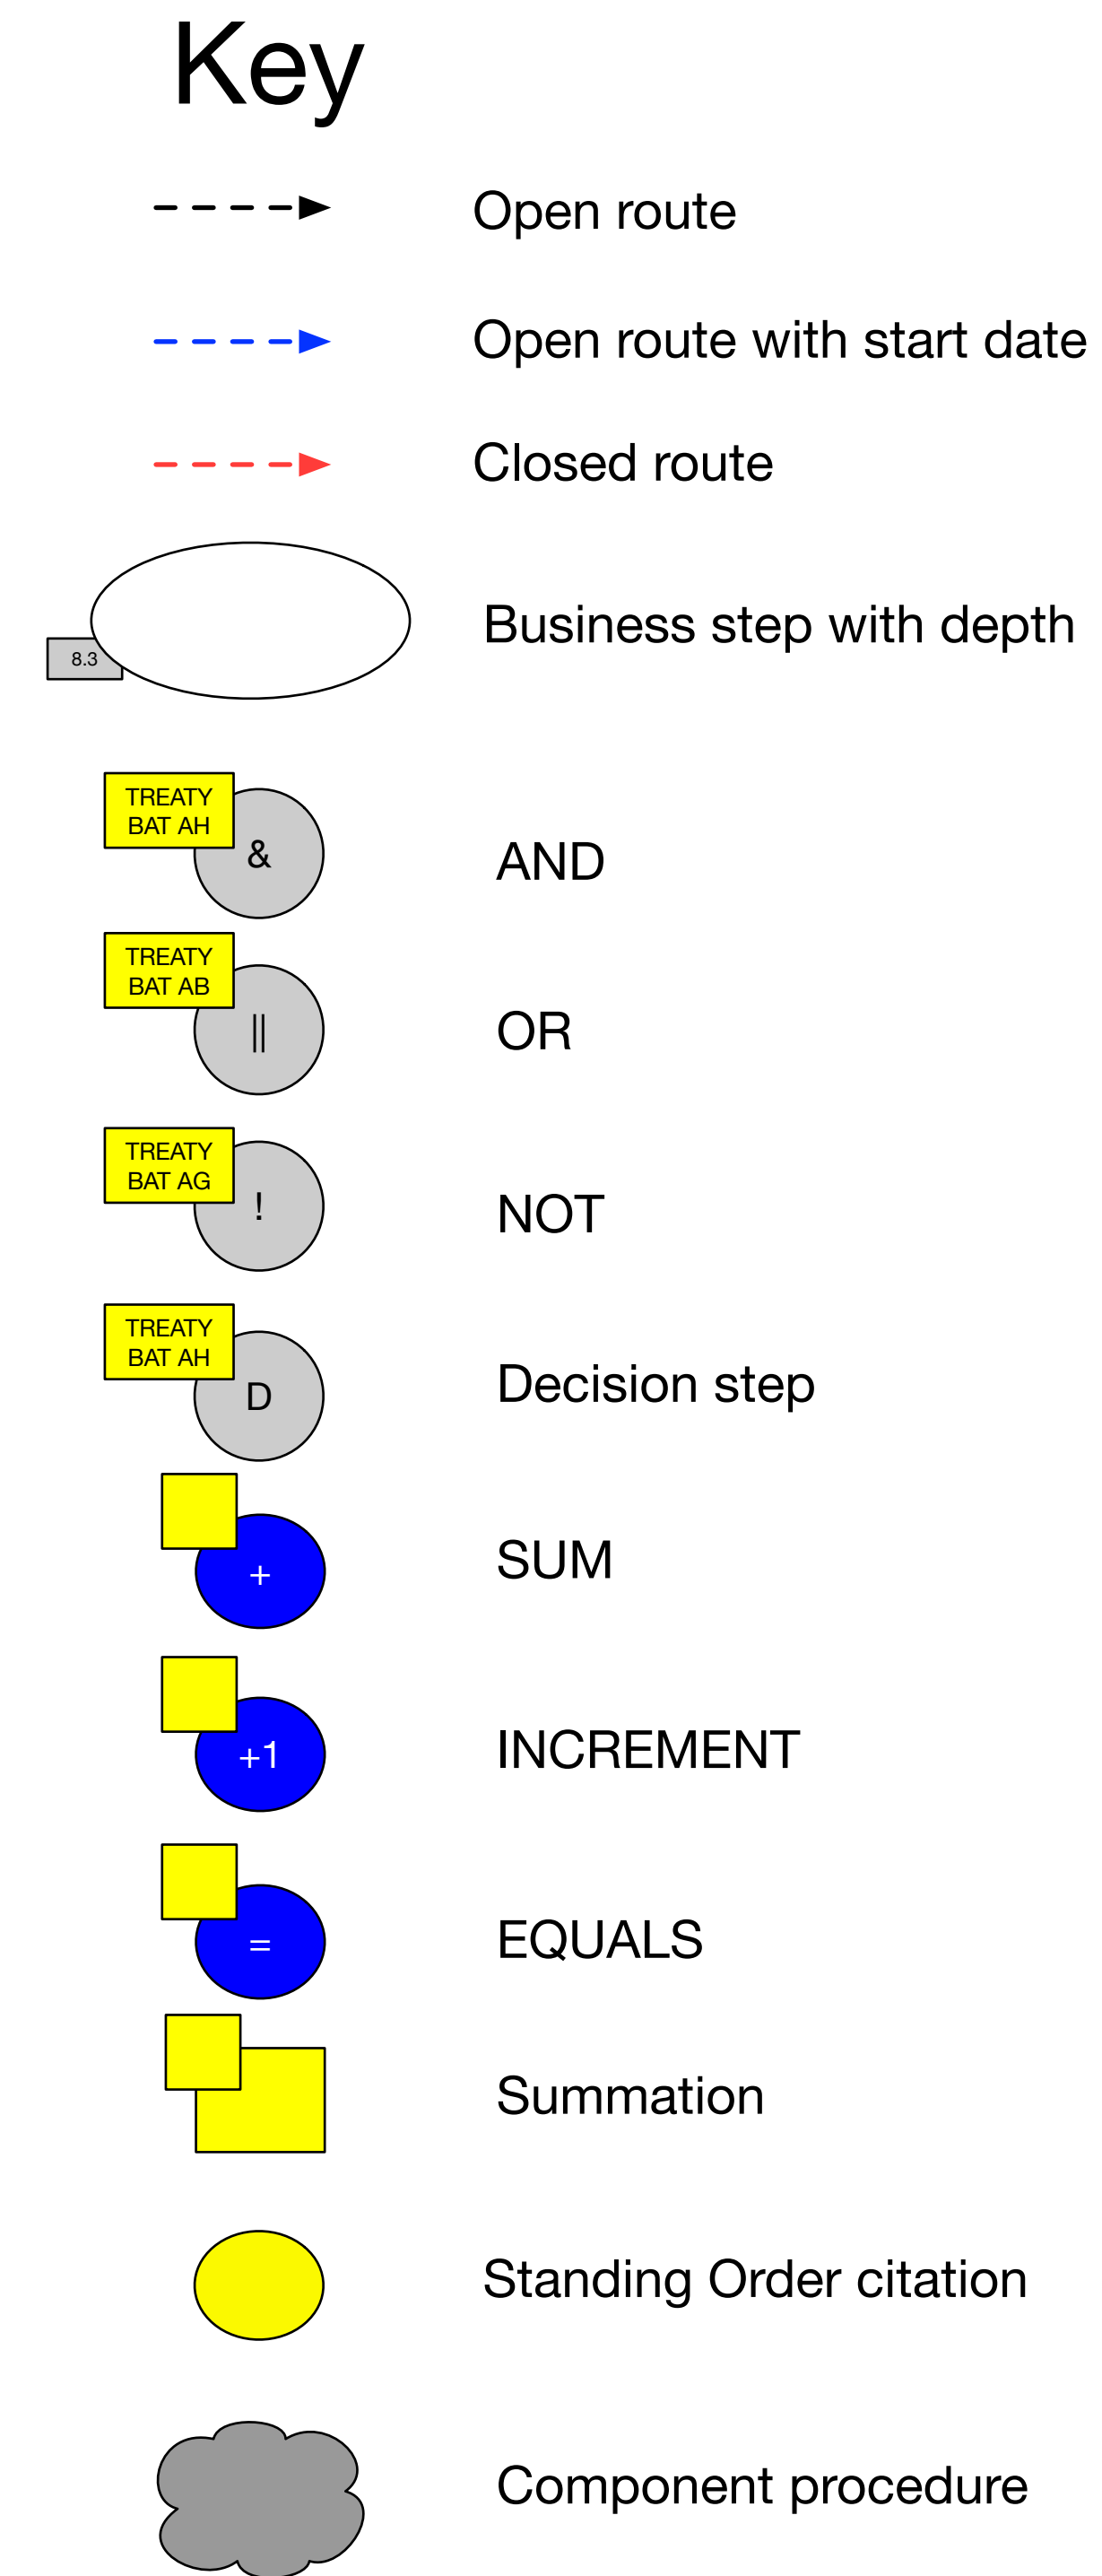 Key
Open route
Open route with start date
Closed route
8.3
Business step with depth
TREATY
BAT AH
&
AND
TREATY
BAT AB
||
OR
TREATY
BAT AG
!
NOT
TREATY
BAT AH
D
Decision step
+
SUM
+1
INCREMENT
=
EQUALS
Summation
Standing Order citation
Component procedure